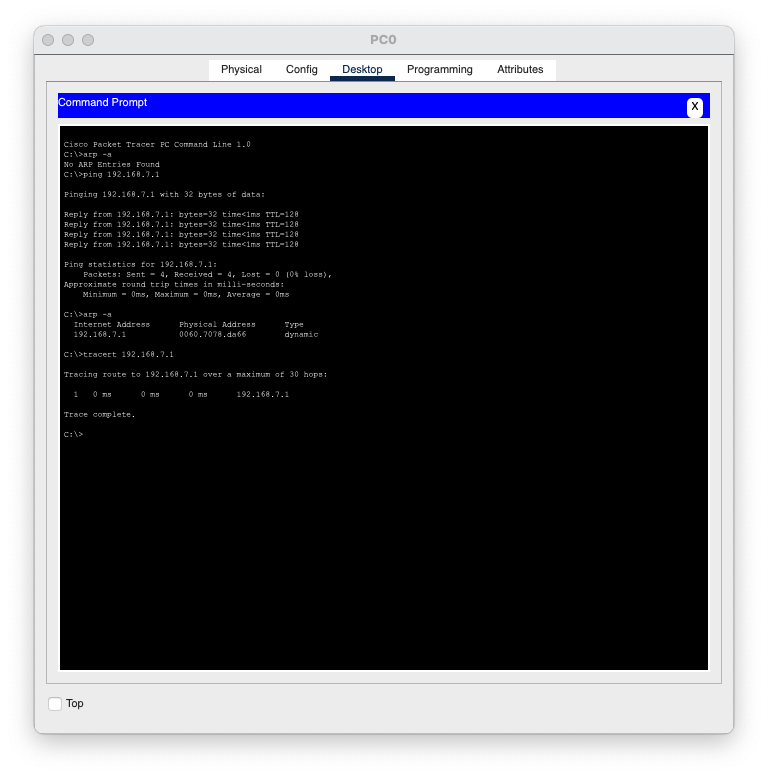 PC0
Physical Config Desktop Programming Attributes
Command Prompt
X
Cisco Packet Tracer PC Command Line 1.0
C:\>arp -a
No ARP Entries Found
C:\>ping 192.168.7.1
Pinging 192.168.7.1 with 32 bytes of data:
Reply from 192.168.7.1: bytes=32 time<1ms TTL=128
Reply from 192.168.7.1: bytes=32 time<1ms TTL=128
Reply from 192.168.7.1: bytes=32 time<1ms TTL=128
Reply from 192.168.7.1: bytes=32 time<1ms TTL=128
Ping statistics for 192.168.7.1:
    Packets: Sent = 4, Received = 4, Lost = 0 (0% loss),
Approximate round trip times in milli-seconds:
    Minimum = 0ms, Maximum = 0ms, Average = 0ms
C:\>arp -a
  Internet Address      Physical Address      Type
  192.168.7.1           0060.7078.da66        dynamic
C:\>tracert 192.168.7.1
Tracing route to 192.168.7.1 over a maximum of 30 hops:
  1   0 ms      0 ms      0 ms      192.168.7.1
Trace complete.
C:\>
Top